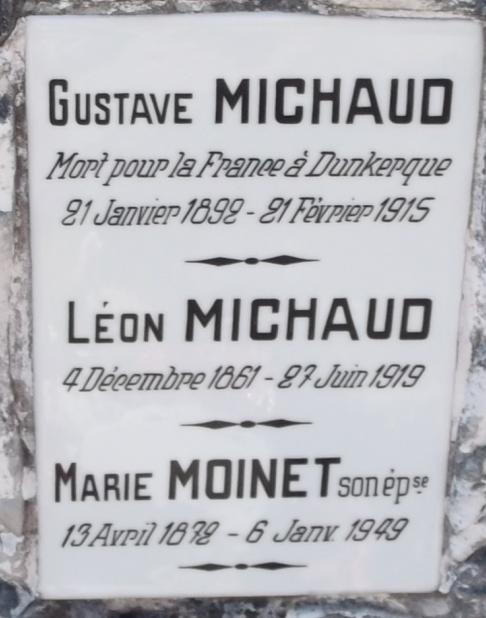 GUSTAVE MICHAUD
Mort pour la France à Dunkerque
21 Janvier 1892 - 21 Février 1915
LÉON MICHAUD
4 Décembre 1861 - 27 Juin 1919
MARIE MOINET son épse
13 Avril 1872 - 6 Janv. 1949